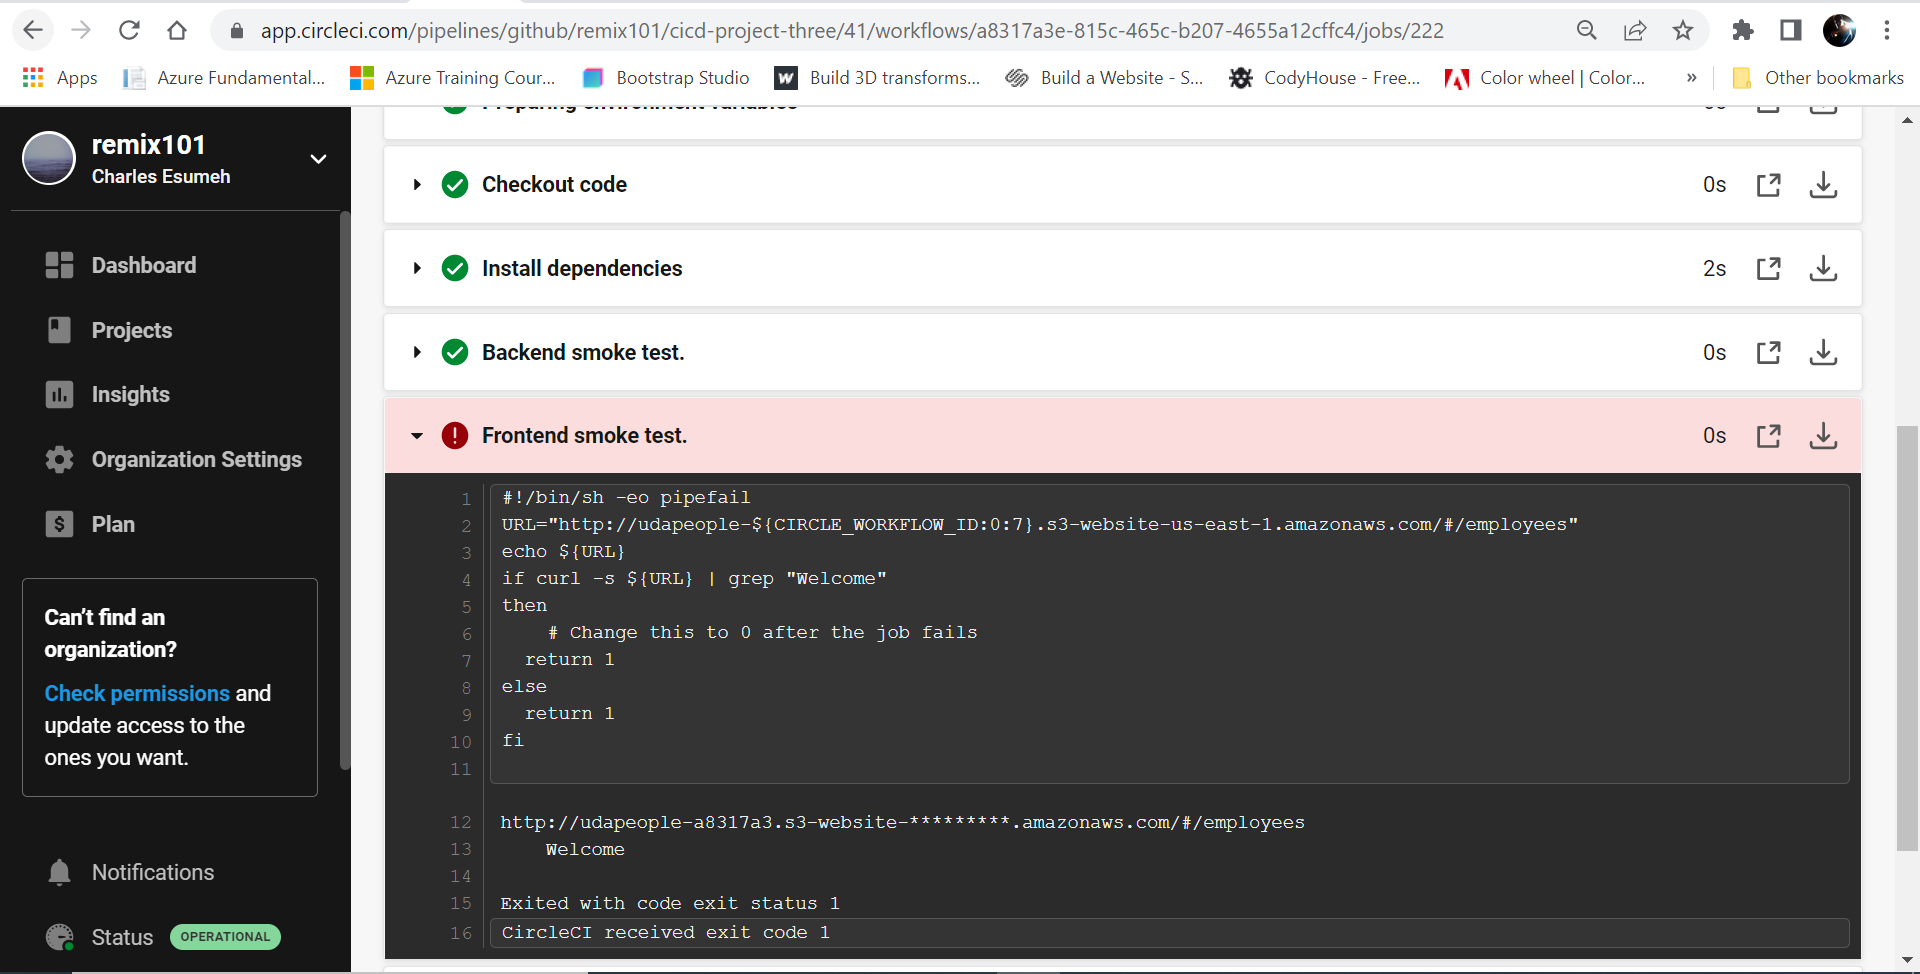 app.circleci.com/pipelines/github/remix101/cicd-project-three/41/workflows/a8317a3e-815c-465c-b207-4655a12cffc4/jobs/222
Apps
Azure Fundamental...
Azure Training Cour...
Bootstrap Studio
W
Build 3D transforms...
Build a Website - S...
CodyHouse - Free...
Color wheel | Color...
»
Other bookmarks
remix101
Charles Esumeh
Dashboard
Projects
Insights
Organization Settings
$ Plan
Can't find an
organization?
Check permissions and
update access to the
ones you want.
Notifications
Status OPERATIONAL
Preparing environment variables 0s
Checkout code 0s
Install dependencies 2s
Backend smoke test. 0s
! Frontend smoke test. 0s
1 #!/bin/sh -eo pipefail
2 URL="http://udapeople-${CIRCLE_WORKFLOW_ID:0:7}.s3-website-us-east-1.amazonaws.com/#/employees"
3 echo ${URL}
4 if curl -s ${URL} | grep "Welcome"
5 then
6 # Change this to 0 after the job fails
7 return 1
8 else
9 return 1
10 fi
11
12 http://udapeople-a8317a3.s3-website-*********.amazonaws.com/#/employees
13 Welcome
14
15 Exited with code exit status 1
16 CircleCI received exit code 1